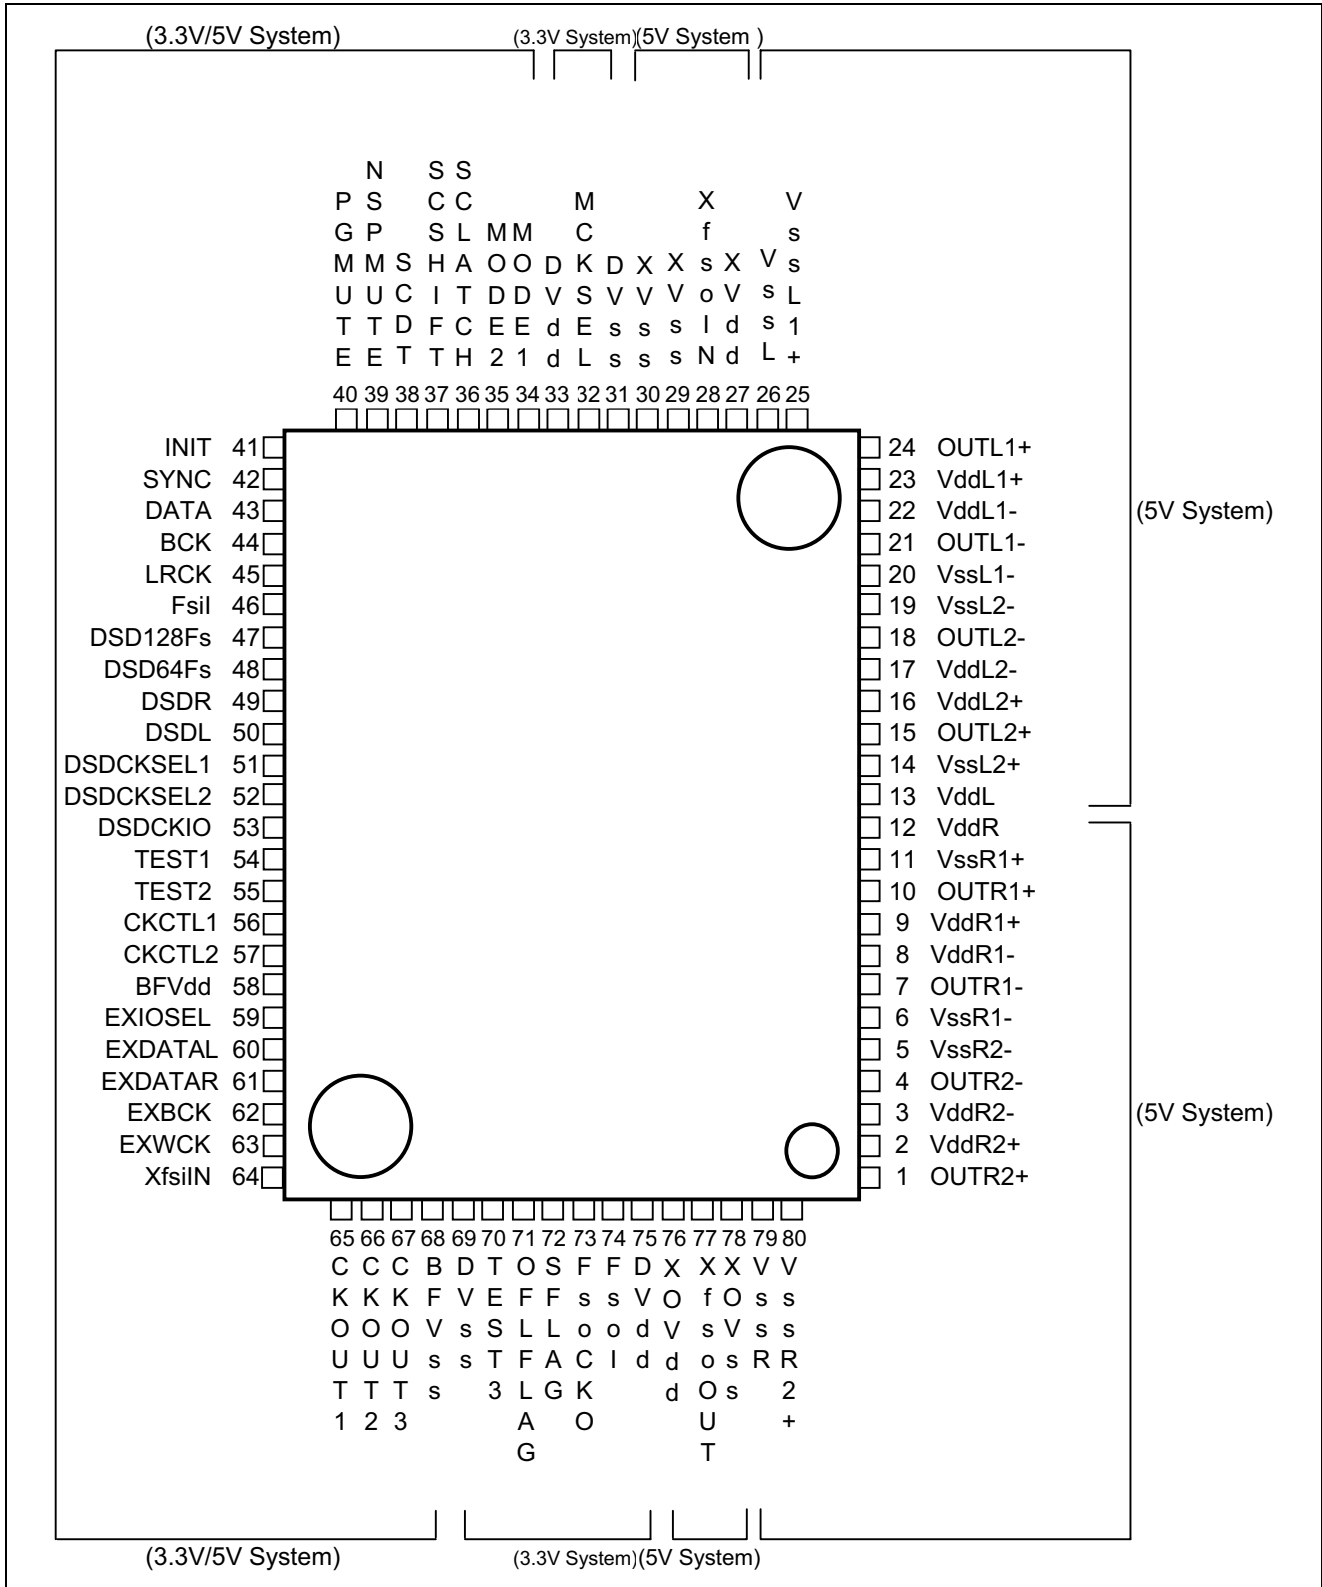 (3.3V/5V System) (3.3V System) (5V System )
PGMUTE NSPMUTE SCDT SCSHIFT SCLATCH MODE2 MODE1 DVdd MCKSEL DVss XVss XVss XfsoIN XVdd VssL VssL1+
40 39 38 37 36 35 34 33 32 31 30 29 28 27 26 25
INIT 41 24 OUTL1+
SYNC 42 23 VddL1+
DATA 43 22 VddL1- (5V System)
BCK 44 21 OUTL1-
LRCK 45 20 VssL1-
FsiI 46 19 VssL2-
DSD128Fs 47 18 OUTL2-
DSD64Fs 48 17 VddL2-
DSDR 49 16 VddL2+
DSDL 50 15 OUTL2+
DSDCKSEL1 51 14 VssL2+
DSDCKSEL2 52 13 VddL
DSDCKIO 53 12 VddR
TEST1 54 11 VssR1+
TEST2 55 10 OUTR1+
CKCTL1 56 9 VddR1+
CKCTL2 57 8 VddR1-
BFVdd 58 7 OUTR1-
EXIOSEL 59 6 VssR1-
EXDATAL 60 5 VssR2-
EXDATAR 61 4 OUTR2-
EXBCK 62 3 VddR2- (5V System)
EXWCK 63 2 VddR2+
XfsiIN 64 1 OUTR2+
65 66 67 68 69 70 71 72 73 74 75 76 77 78 79 80
CKOUT1 CKOUT2 CKOUT3 BFVss DVss TEST3 OFLFLAG SFLAG FsoCKO FsoI DVdd XOVdd XfsoOUT XOVss VssR VssR2+
(3.3V/5V System) (3.3V System) (5V System)